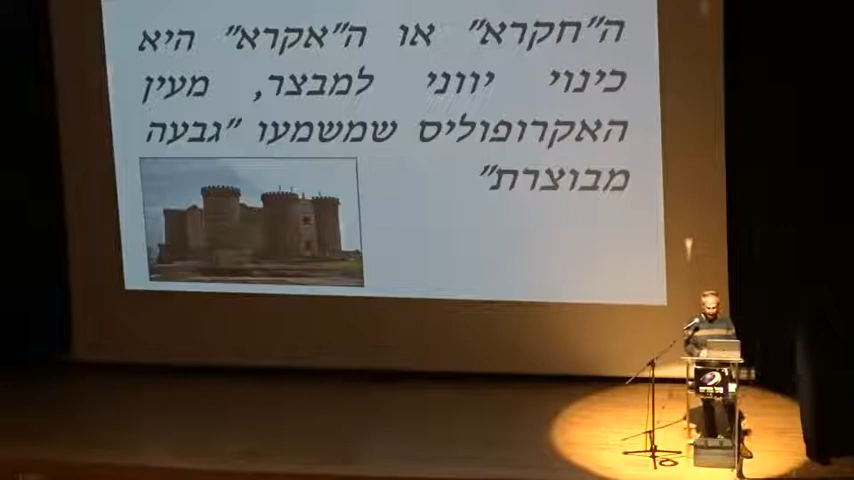 ה"חקרא" או ה"אקרא" היא
כינוי יווני למבצר, מעין
האקרופוליס שמשמעו "גבעה
מבוצרת"